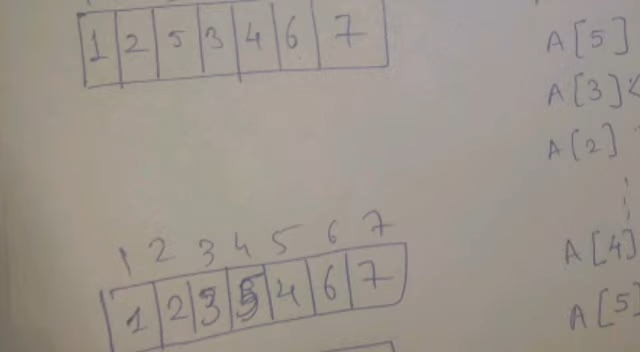 1 2 5 3 4 6 7
A[5]
A[3] <
A[2]
1 2 3 4 5 6 7
1 2 3 5 4 6 7
A[4]
A[5]